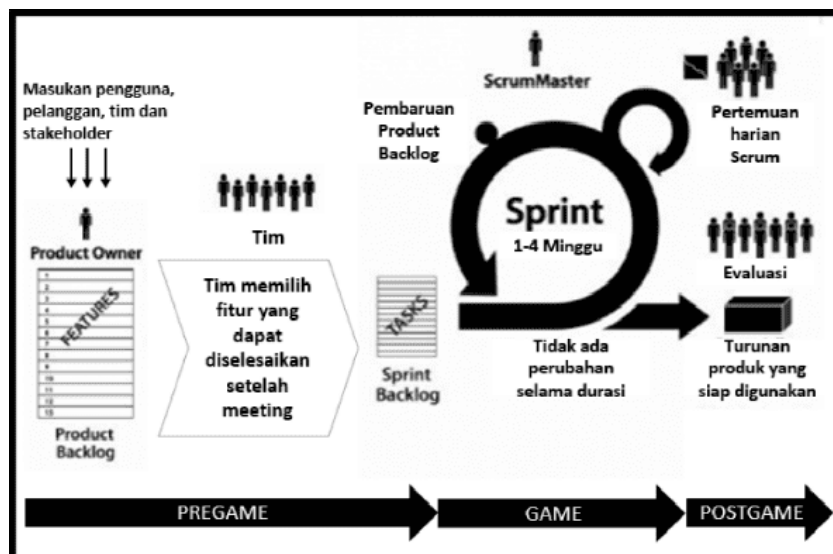 Masukan pengguna,
pelanggan, tim dan
stakeholder
Product Owner
1
2
3
4
5
6
7
8
9
10
11
12
13
FEATURES
Product
Backlog
Tim
Tim memilih
fitur yang
dapat
diselesaikan
setelah
meeting
TASKS
Sprint
Backlog
Pembaruan
Product
Backlog
ScrumMaster
Sprint
1-4 Minggu
Tidak ada
perubahan
selama durasi
Pertemuan
harian
Scrum
Evaluasi
Turunan
produk yang
siap digunakan
PREGAME
GAME
POSTGAME